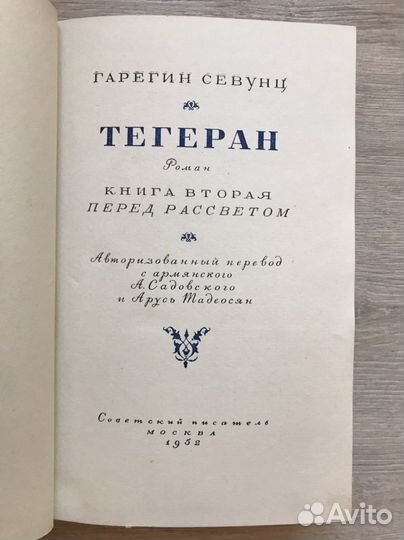 ГАРЕГИН СЕВУНЦ
ТЕГЕРАН
Роман
КНИГА ВТОРАЯ
ПЕРЕД РАССВЕТОМ
Авторизованный перевод
с армянского
А. Садовского
и Арусь Тадеосян
Советский писатель
МОСКВА
1952
Avito